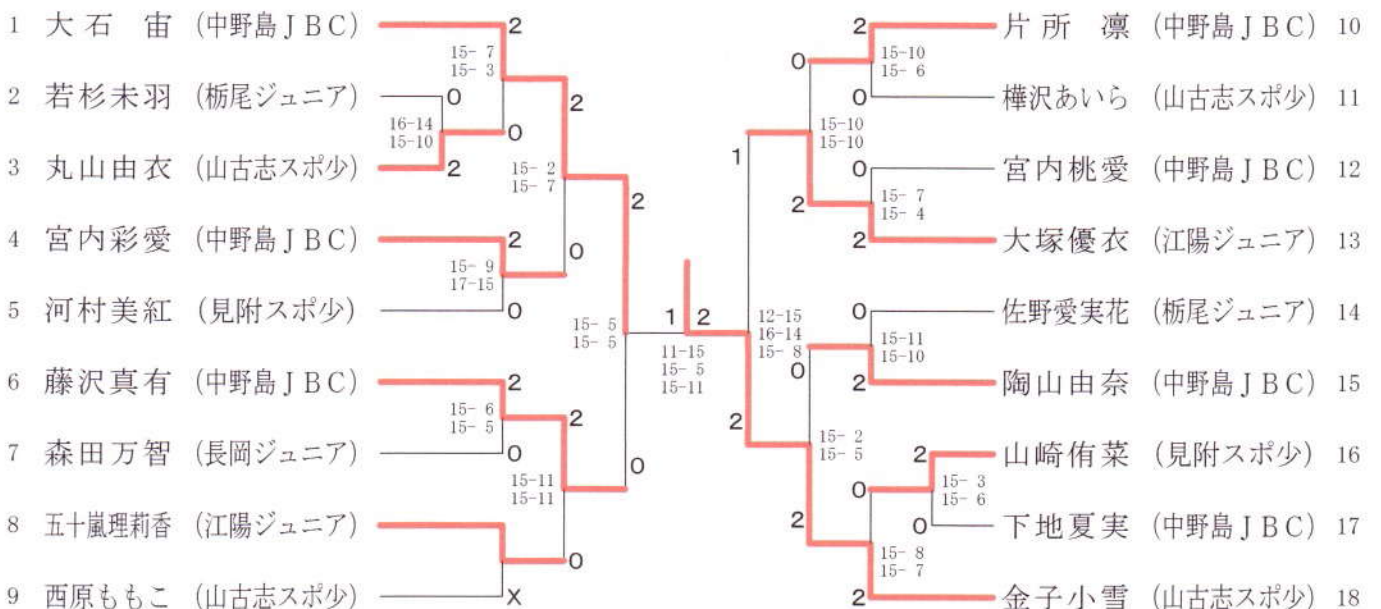 1 大石 宙 (中野島JBC) 2
15- 7
15- 3
2 若杉未羽 (栃尾ジュニア) 0
2
16-14
15-10
0
3 丸山由衣 (山古志スポ少) 2
15- 2
15- 7
2
4 宮内彩愛 (中野島JBC) 2
0
15- 9
17-15
5 河村美紅 (見附スポ少) 0
15- 5
15- 5
6 藤沢真有 (中野島JBC) 2
15- 6
15- 5
2
7 森田万智 (長岡ジュニア) 0
0
15-11
15-11
8 五十嵐理莉香 (江陽ジュニア)
0
9 西原ももこ (山古志スポ少) X
1 2
11-15
15- 5
15-11
2 片所 凛 (中野島JBC) 10
0
15-10
15- 6
0 樺沢あいら (山古志スポ少) 11
15-10
15-10
1
0 宮内桃愛 (中野島JBC) 12
2
15- 7
15- 4
2 大塚優衣 (江陽ジュニア) 13
12-15
16-14
15- 8
0 佐野愛実花 (栃尾ジュニア) 14
15-11
15-10
0
2 陶山由奈 (中野島JBC) 15
2
15- 2
15- 5
2 山崎侑菜 (見附スポ少) 16
0
15- 3
15- 6
2
0 下地夏実 (中野島JBC) 17
15- 8
15- 7
2 金子小雪 (山古志スポ少) 18